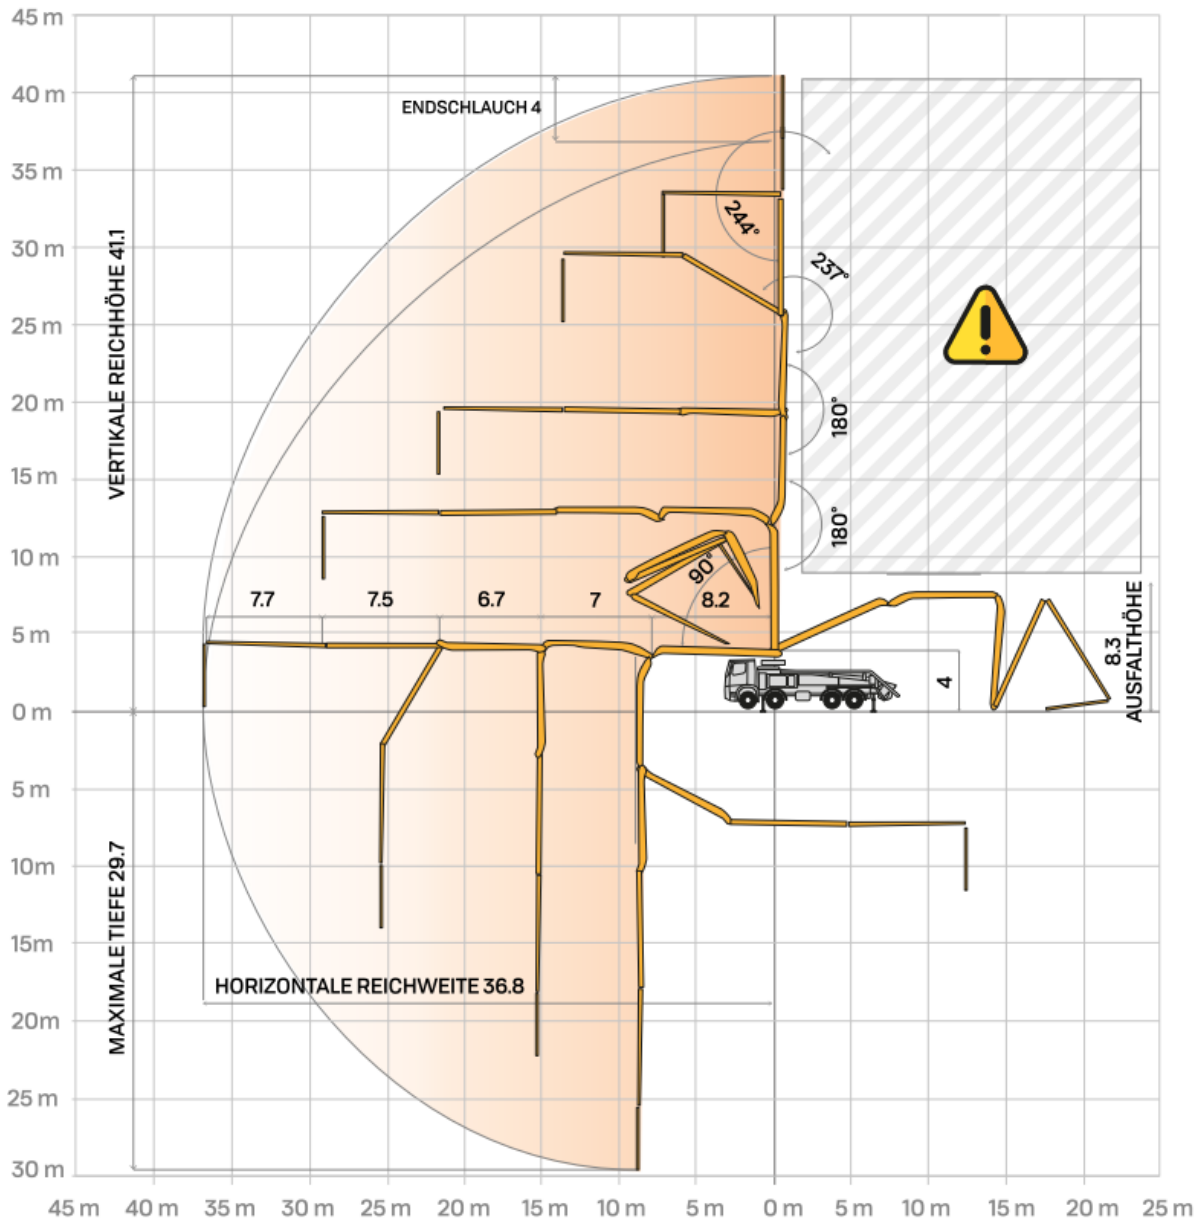 45 m
40 m
ENDSCHLAUCH 4
35 m
244°
30 m
237°
VERTIKALE REICHHÖHE 41.1
25 m
20 m
180°
15 m
180°
10 m
90°
7.7 7.5 6.7 7 8.2
5 m
8.3
AUSFALTHÖHE
4
0 m
5 m
10m
MAXIMALE TIEFE 29.7
15m
HORIZONTALE REICHWEITE 36.8
20m
25 m
30 m
45 m 40 m 35 m 30 m 25 m 20 m 15 m 10 m 5 m 0 m 5 m 10 m 15 m 20 m 25 m